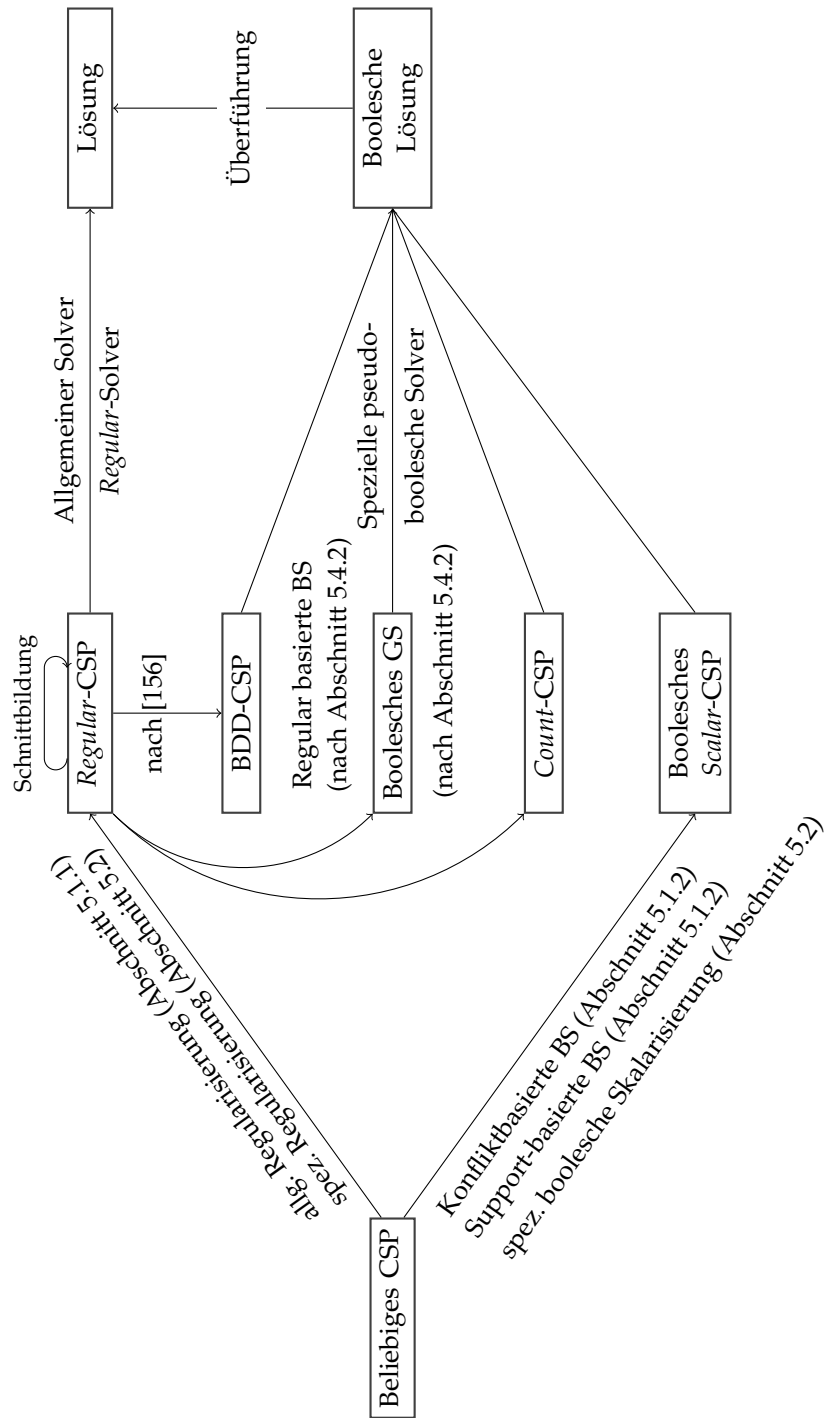 Beliebiges CSP
allg. Regularisierung (Abschnitt 5.1.1)
spez. Regularisierung (Abschnitt 5.2)
Konfliktbasierte BS (Abschnitt 5.1.2)
Support-basierte BS (Abschnitt 5.1.2)
spez. boolesche Skalarisierung (Abschnitt 5.2)
Schnittbildung
Regular-CSP
nach [156]
BDD-CSP
Regular basierte BS
(nach Abschnitt 5.4.2)
Boolesches GS
(nach Abschnitt 5.4.2)
Count-CSP
Boolesches
Scalar-CSP
Allgemeiner Solver
Regular-Solver
Spezielle pseudo-
boolesche Solver
Lösung
Überführung
Boolesche
Lösung